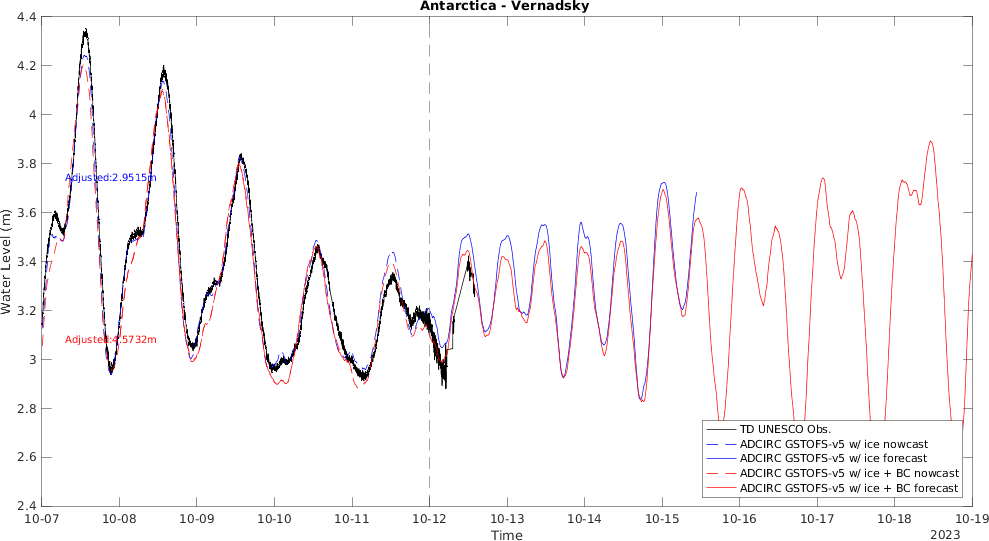 Antarctica - Vernadsky
4.4
4.2
4
3.8
3.6
3.4
3.2
3
2.8
2.6
2.4
Water Level (m)
Adjusted:2.9515m
Adjusted:4.5732m
TD UNESCO Obs.
ADCIRC GSTOFS-v5 w/ ice nowcast
ADCIRC GSTOFS-v5 w/ ice forecast
ADCIRC GSTOFS-v5 w/ ice + BC nowcast
ADCIRC GSTOFS-v5 w/ ice + BC forecast
10-07 10-08 10-09 10-10 10-11 10-12 10-13 10-14 10-15 10-16 10-17 10-18 10-19
Time
2023